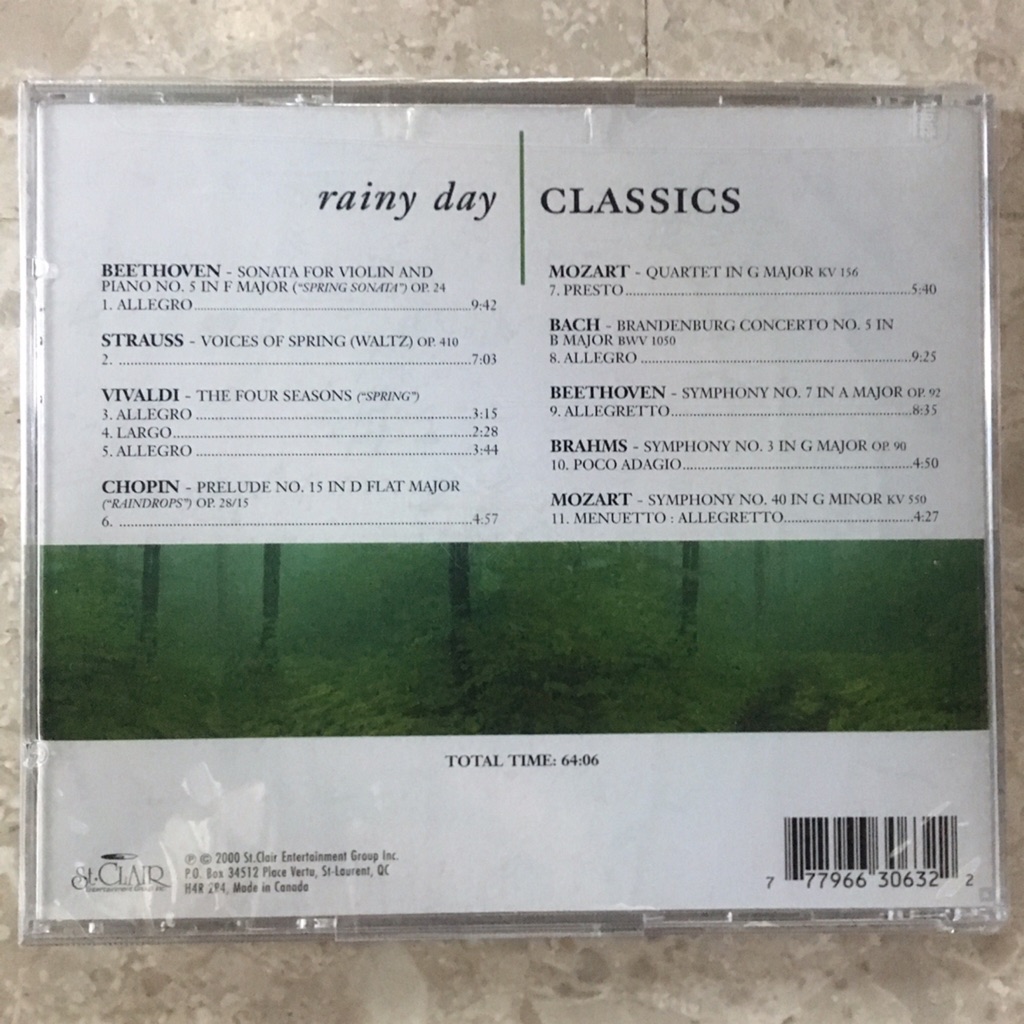 rainy day CLASSICS
BEETHOVEN - SONATA FOR VIOLIN AND
PIANO NO. 5 IN F MAJOR ("SPRING SONATA") OP. 24
1. ALLEGRO 9:42
STRAUSS - VOICES OF SPRING (WALTZ) OP. 410
2. 7:03
VIVALDI - THE FOUR SEASONS ("SPRING")
3. ALLEGRO 3:15
4. LARGO 2:28
5. ALLEGRO 3:44
CHOPIN - PRELUDE NO. 15 IN D FLAT MAJOR
("RAINDROPS") OP. 28/15
6. 4:57
MOZART - QUARTET IN G MAJOR KV 156
7. PRESTO 5:40
BACH - BRANDENBURG CONCERTO NO. 5 IN
B MAJOR BWV 1050
8. ALLEGRO 9:25
BEETHOVEN - SYMPHONY NO. 7 IN A MAJOR OP. 92
9. ALLEGRETTO 8:35
BRAHMS - SYMPHONY NO. 3 IN G MAJOR OP. 90
10. POCO ADAGIO 4:50
MOZART - SYMPHONY NO. 40 IN G MINOR KV 550
11. MENUETTO : ALLEGRETTO 4:27
TOTAL TIME: 64:06
St. CLAIR
Entertainment Group Inc.
℗ © 2000 St.Clair Entertainment Group Inc.
P.O. Box 34512 Place Vertu, St-Laurent, QC
H4R 2P4, Made in Canada
7 77966 30632 2